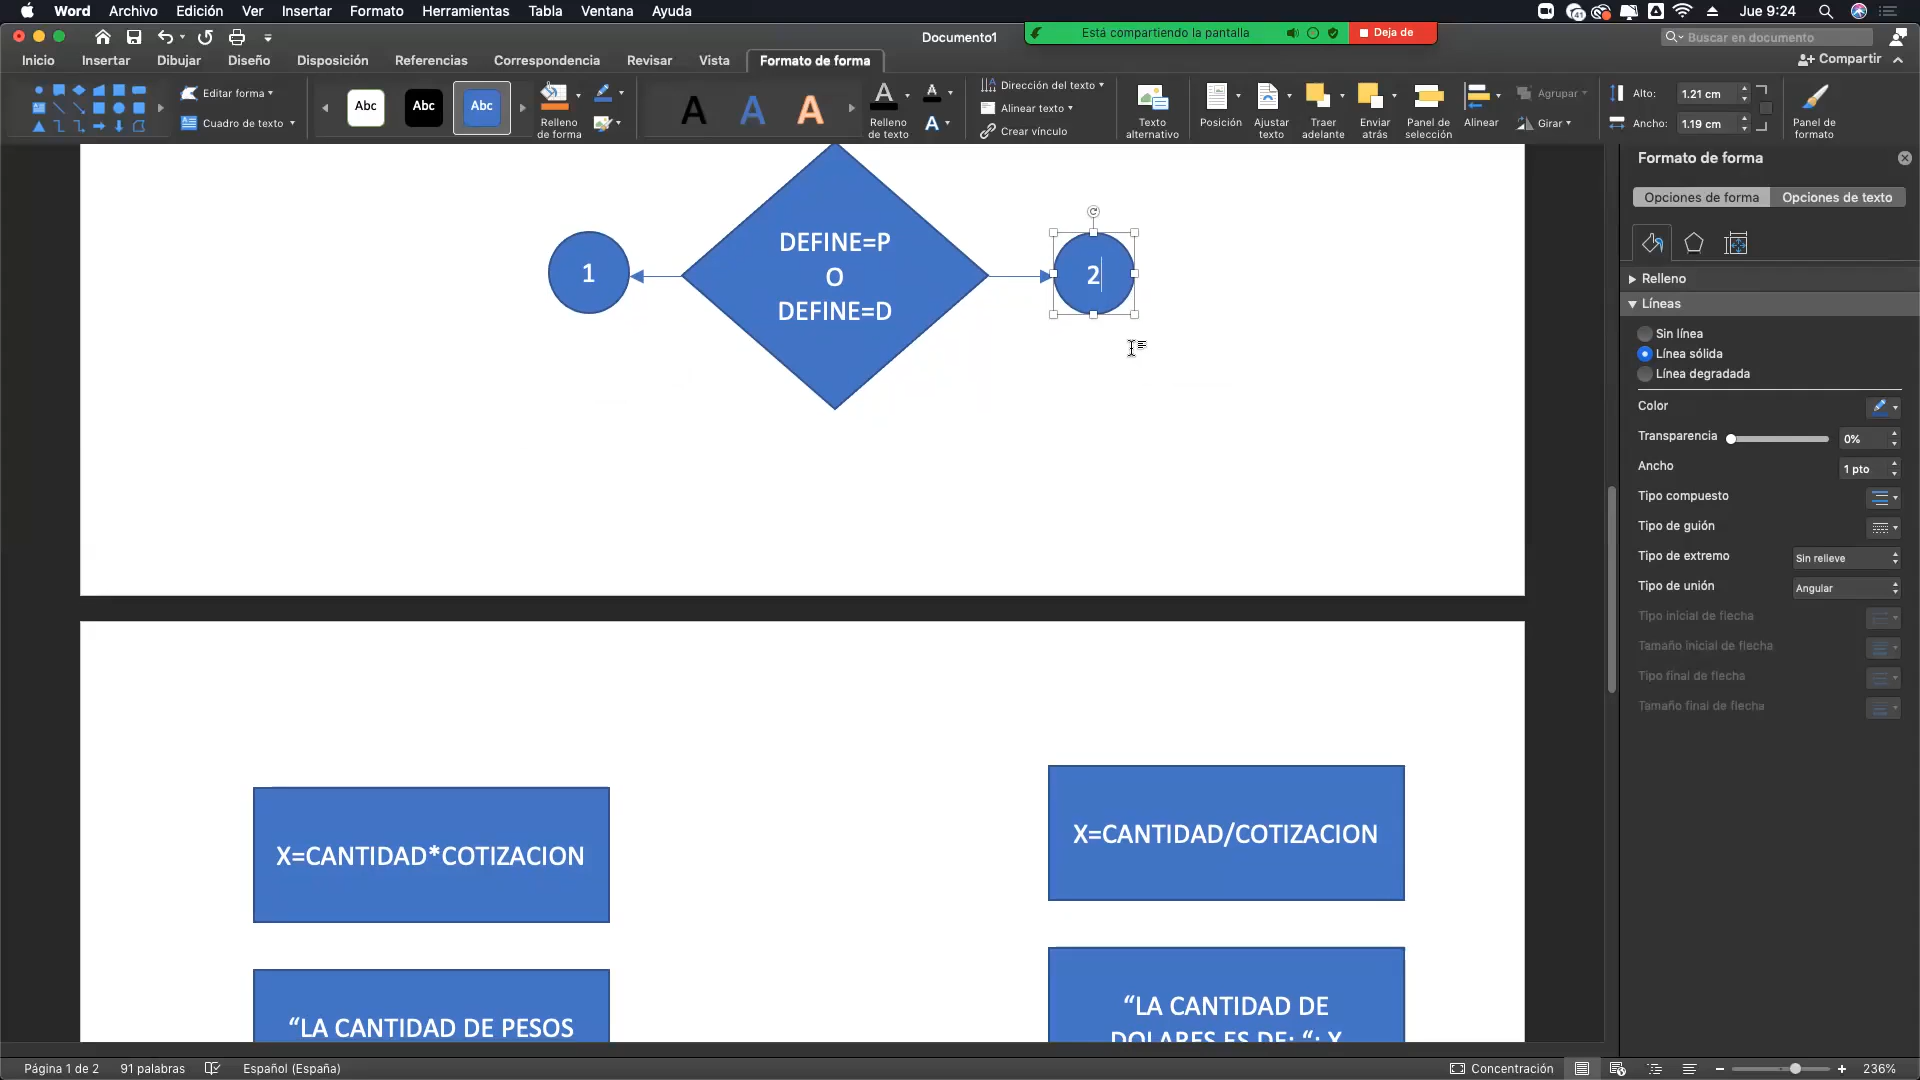 Word Archivo Edición Ver Insertar Formato Herramientas Tabla Ventana Ayuda
41
Jue 9:24
Documento1
Está compartiendo la pantalla
Deja de
Buscar en documento
Inicio Insertar Dibujar Diseño Disposición Referencias Correspondencia Revisar Vista Formato de forma
Compartir
Editar forma
Cuadro de texto
Abc
Abc
Abc
Relleno
de forma
A
A
A
Relleno
de texto
Dirección del texto
Alinear texto
Crear vínculo
Texto
alternativo
Posición
Ajustar
texto
Traer
adelante
Enviar
atrás
Panel de
selección
Alinear
Agrupar
Girar
Alto: 1.21 cm
Ancho: 1.19 cm
Panel de
formato
DEFINE=P
O
DEFINE=D
1
2
X=CANTIDAD*COTIZACION
X=CANTIDAD/COTIZACION
“LA CANTIDAD DE PESOS
“LA CANTIDAD DE
DOLARES ES DE: “; X
Formato de forma
Opciones de forma
Opciones de texto
Relleno
Líneas
Sin línea
Línea sólida
Línea degradada
Color
Transparencia 0%
Ancho 1 pto
Tipo compuesto
Tipo de guión
Tipo de extremo Sin relieve
Tipo de unión Angular
Tipo inicial de flecha
Tamaño inicial de flecha
Tipo final de flecha
Tamaño final de flecha
Página 1 de 2
91 palabras
Español (España)
Concentración
236%